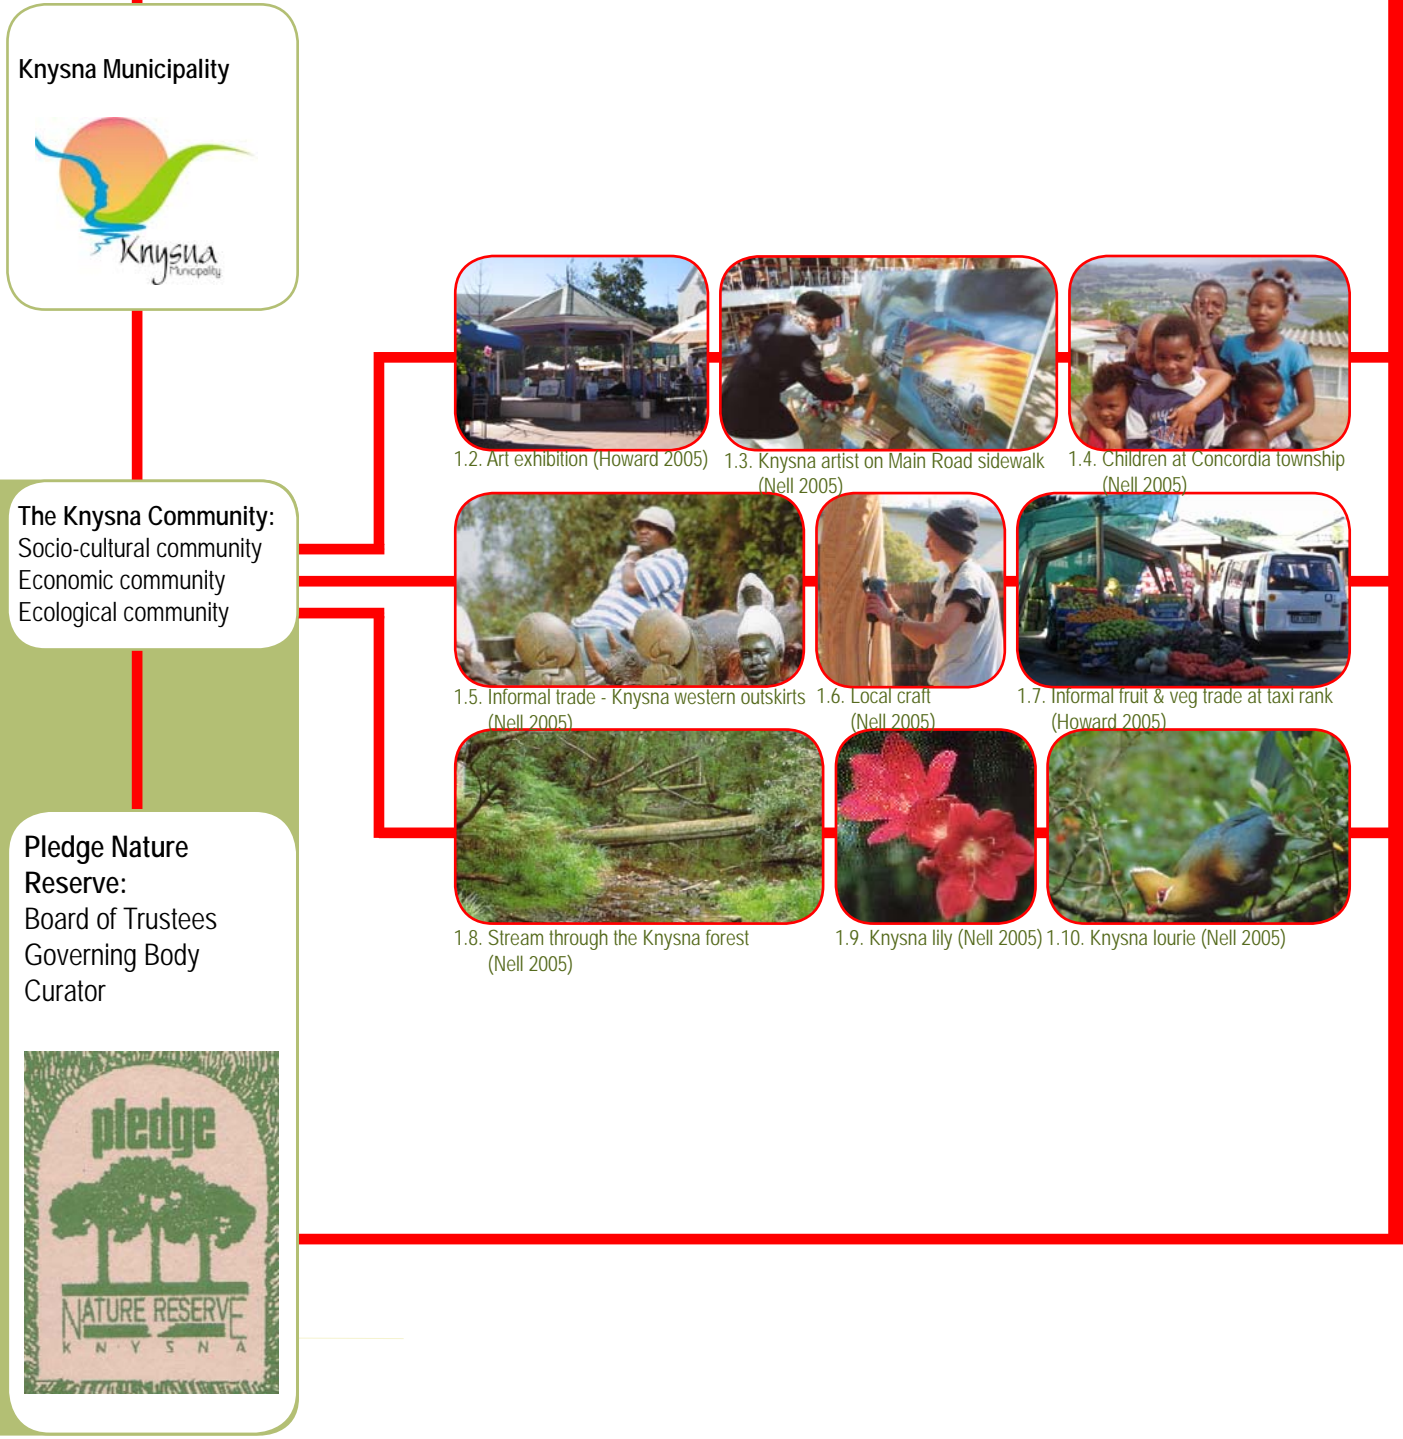 Knysna Municipality
Knysna
Municipality
1.2. Art exhibition (Howard 2005)
1.3. Knysna artist on Main Road sidewalk
(Nell 2005)
1.4. Children at Concordia township
(Nell 2005)
The Knysna Community:
Socio-cultural community
Economic community
Ecological community
1.5. Informal trade - Knysna western outskirts
(Nell 2005)
1.6. Local craft
(Nell 2005)
1.7. Informal fruit & veg trade at taxi rank
(Howard 2005)
Pledge Nature
Reserve:
Board of Trustees
Governing Body
Curator
1.8. Stream through the Knysna forest
(Nell 2005)
1.9. Knysna lily (Nell 2005)
1.10. Knysna lourie (Nell 2005)
pledge
NATURE RESERVE
KNYSNA